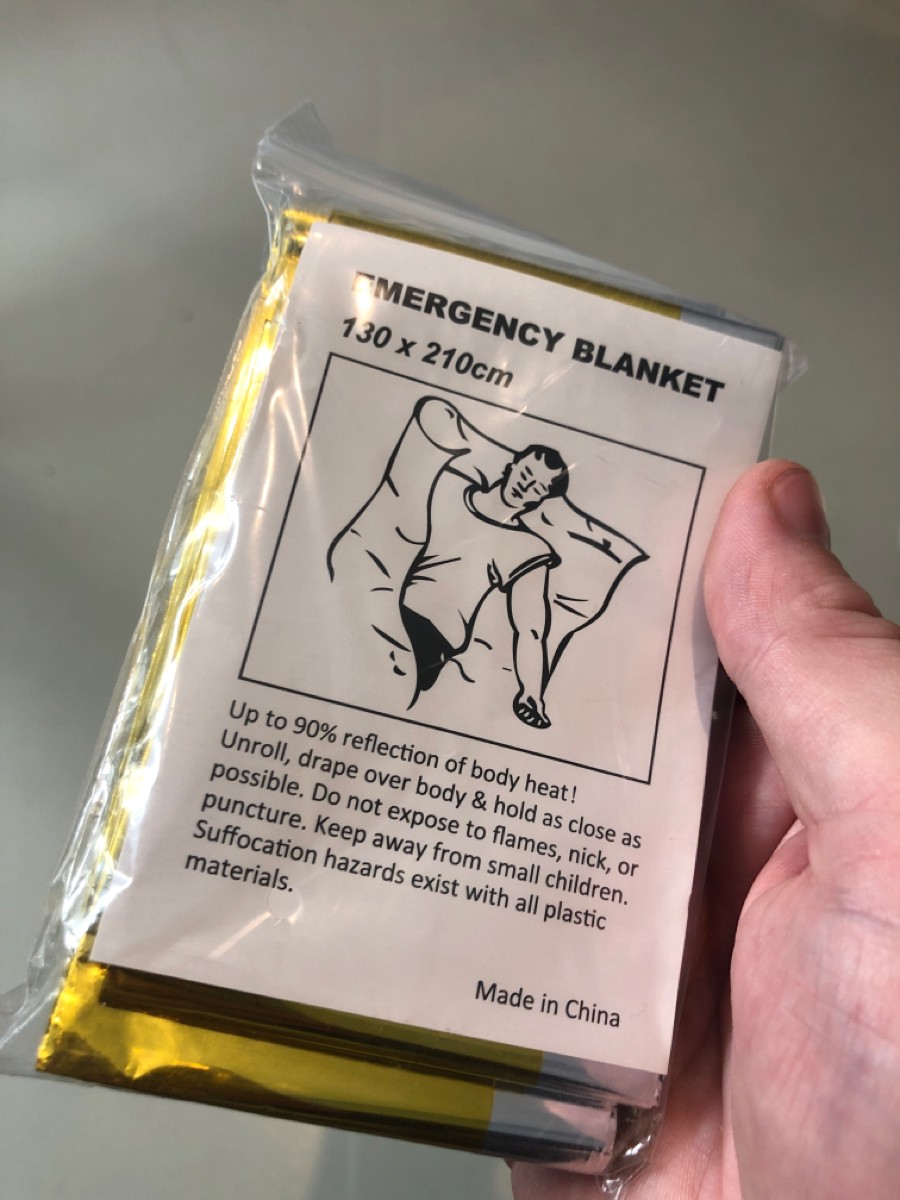 EMERGENCY BLANKET
130 x 210cm
Up to 90% reflection of body heat!
Unroll, drape over body & hold as close as
possible. Do not expose to flames, nick, or
puncture. Keep away from small children.
Suffocation hazards exist with all plastic
materials.
Made in China